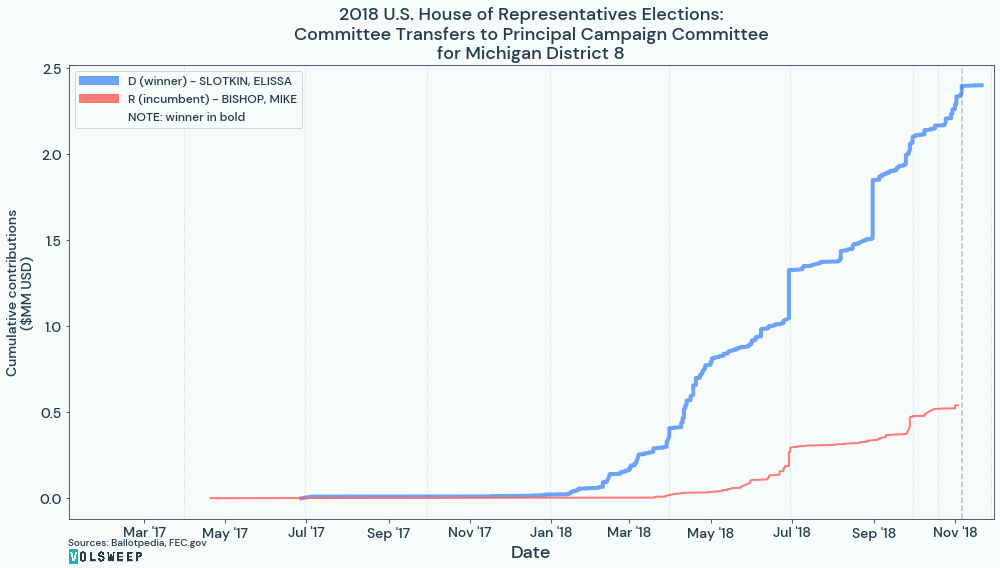 2018 U.S. House of Representatives Elections:
Committee Transfers to Principal Campaign Committee
for Michigan District 8
D (winner) - SLOTKIN, ELISSA
R (incumbent) - BISHOP, MIKE
NOTE: winner in bold
Cumulative contributions
($MM USD)
2.5
2.0
1.5
1.0
0.5
0.0
Mar '17 May '17 Jul '17 Sep '17 Nov '17 Jan '18 Mar '18 May '18 Jul '18 Sep '18 Nov '18
Date
Sources: Ballotpedia, FEC.gov
VOLSWEEP